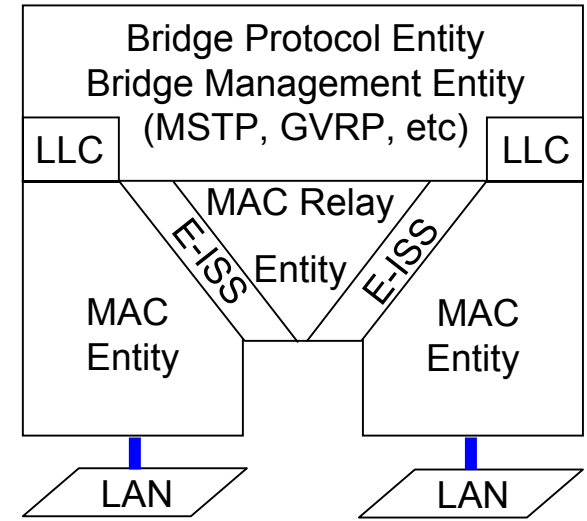 Bridge Protocol Entity
Bridge Management Entity
(MSTP, GVRP, etc)
LLC
LLC
MAC Relay
Entity
E-ISS
E-ISS
MAC
Entity
MAC
Entity
LAN
LAN